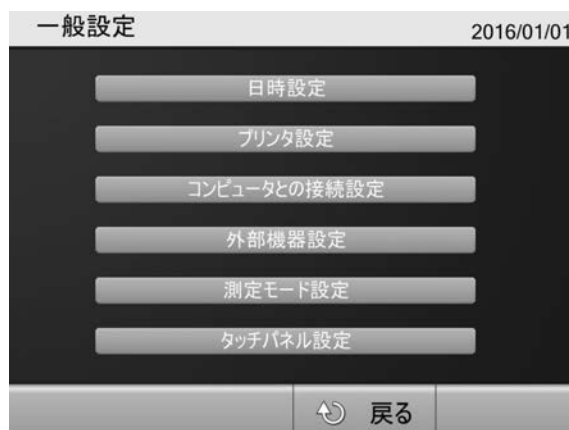 一般設定
2016/01/01
日時設定
プリンタ設定
コンピュータとの接続設定
外部機器設定
測定モード設定
タッチパネル設定
戻る